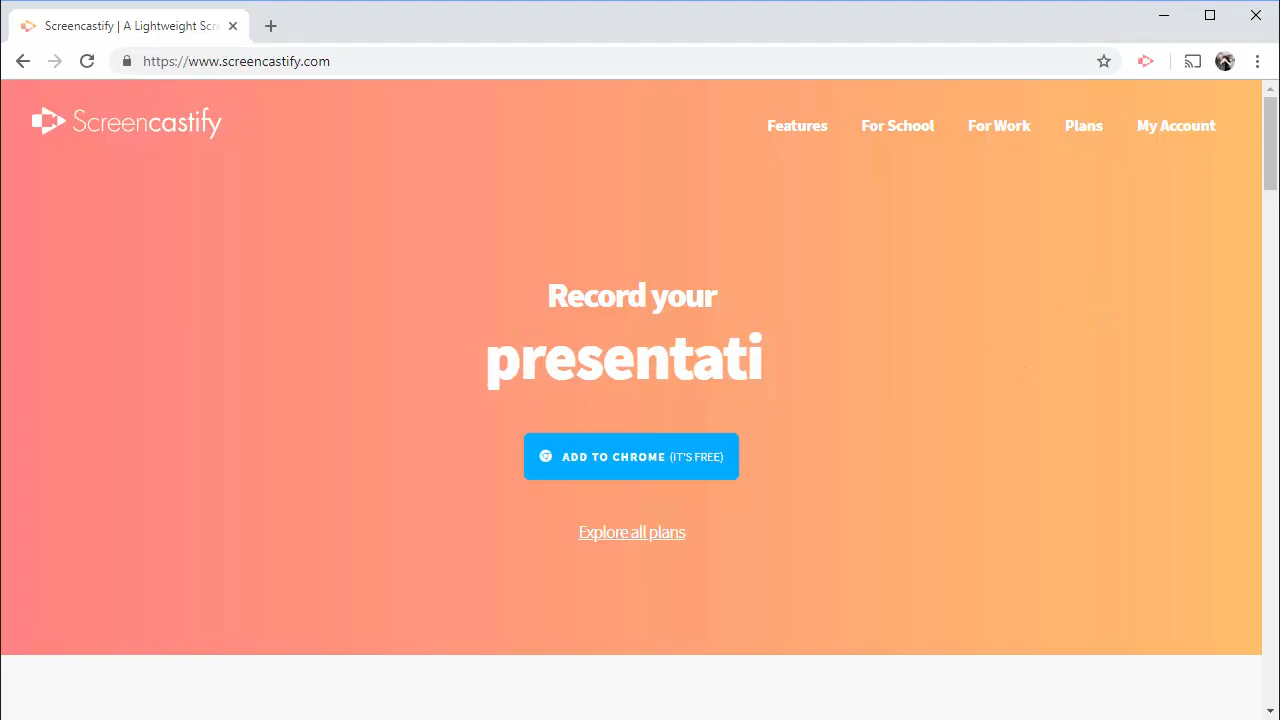 Screencastify | A Lightweight Scre
https://www.screencastify.com
Screencastify
Features
For School
For Work
Plans
My Account
Record your
presentati
ADD TO CHROME (IT'S FREE)
Explore all plans